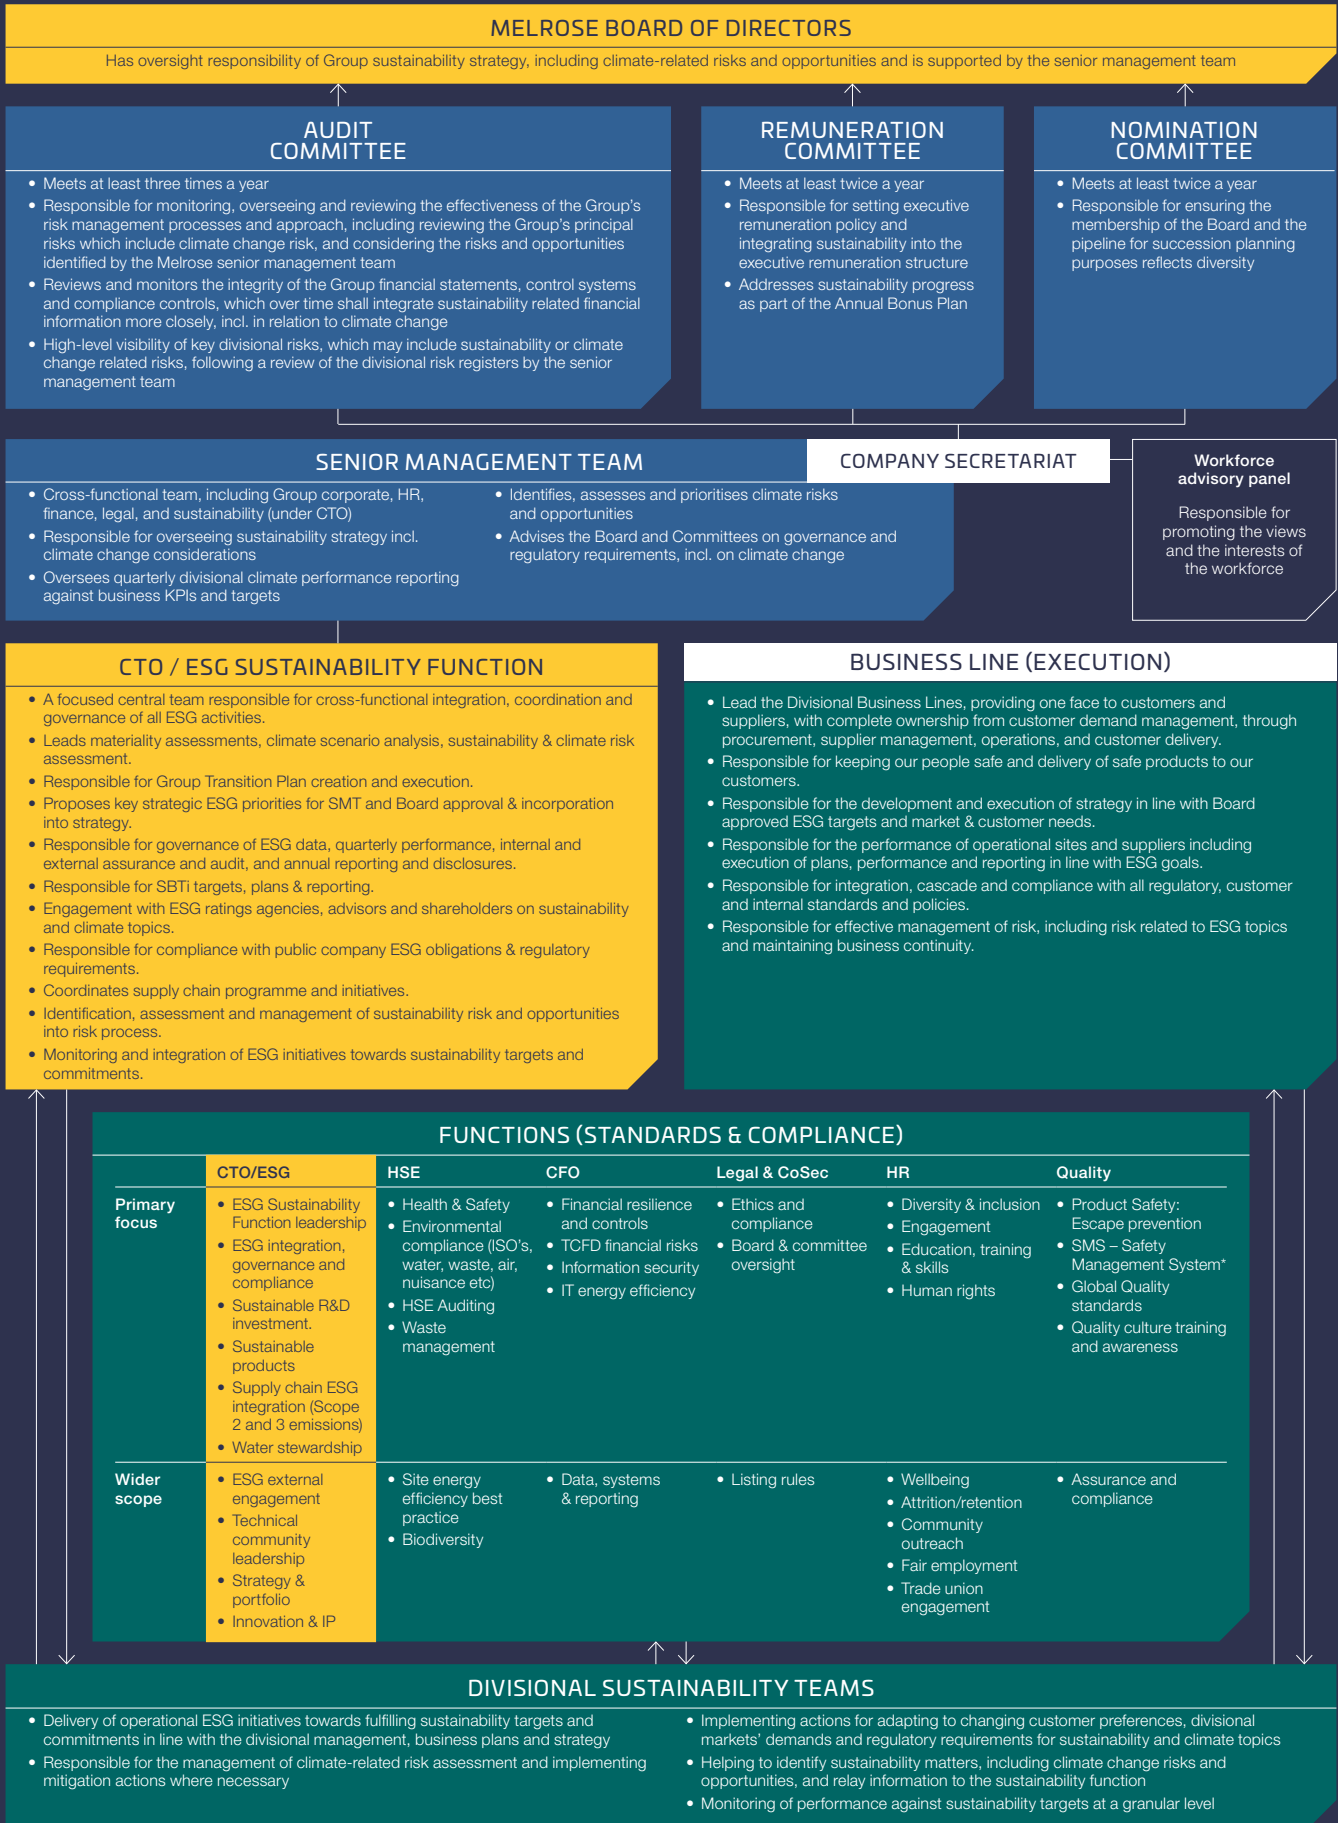 MELROSE BOARD OF DIRECTORS
Has oversight responsibility of Group sustainability strategy, including climate-related risks and opportunities and is supported by the senior management team
AUDIT
COMMITTEE
• Meets at least three times a year
• Responsible for monitoring, overseeing and reviewing the effectiveness of the Group's
risk management processes and approach, including reviewing the Group's principal
risks which include climate change risk, and considering the risks and opportunities
identified by the Melrose senior management team
• Reviews and monitors the integrity of the Group financial statements, control systems
and compliance controls, which over time shall integrate sustainability related financial
information more closely, incl. in relation to climate change
• High-level visibility of key divisional risks, which may include sustainability or climate
change related risks, following a review of the divisional risk registers by the senior
management team
REMUNERATION
COMMITTEE
• Meets at least twice a year
• Responsible for setting executive
remuneration policy and
integrating sustainability into the
executive remuneration structure
• Addresses sustainability progress
as part of the Annual Bonus Plan
NOMINATION
COMMITTEE
• Meets at least twice a year
• Responsible for ensuring the
membership of the Board and the
pipeline for succession planning
purposes reflects diversity
SENIOR MANAGEMENT TEAM
• Cross-functional team, including Group corporate, HR,
finance, legal, and sustainability (under CTO)
• Responsible for overseeing sustainability strategy incl.
climate change considerations
• Oversees quarterly divisional climate performance reporting
against business KPIs and targets
• Identifies, assesses and prioritises climate risks
and opportunities
• Advises the Board and Committees on governance and
regulatory requirements, incl. on climate change
COMPANY SECRETARIAT
Workforce
advisory panel
Responsible for
promoting the views
and the interests of
the workforce
CTO / ESG SUSTAINABILITY FUNCTION
• A focused central team responsible for cross-functional integration, coordination and
governance of all ESG activities.
• Leads materiality assessments, climate scenario analysis, sustainability & climate risk
assessment.
• Responsible for Group Transition Plan creation and execution.
• Proposes key strategic ESG priorities for SMT and Board approval & incorporation
into strategy.
• Responsible for governance of ESG data, quarterly performance, internal and
external assurance and audit, and annual reporting and disclosures.
• Responsible for SBTi targets, plans & reporting.
• Engagement with ESG ratings agencies, advisors and shareholders on sustainability
and climate topics.
• Responsible for compliance with public company ESG obligations & regulatory
requirements.
• Coordinates supply chain programme and initiatives.
• Identification, assessment and management of sustainability risk and opportunities
into risk process.
• Monitoring and integration of ESG initiatives towards sustainability targets and
commitments.
BUSINESS LINE (EXECUTION)
• Lead the Divisional Business Lines, providing one face to customers and
suppliers, with complete ownership from customer demand management, through
procurement, supplier management, operations, and customer delivery.
• Responsible for keeping our people safe and delivery of safe products to our
customers.
• Responsible for the development and execution of strategy in line with Board
approved ESG targets and market & customer needs.
• Responsible for the performance of operational sites and suppliers including
execution of plans, performance and reporting in line with ESG goals.
• Responsible for integration, cascade and compliance with all regulatory, customer
and internal standards and policies.
• Responsible for effective management of risk, including risk related to ESG topics
and maintaining business continuity.
FUNCTIONS (STANDARDS & COMPLIANCE)
CTO/ESG HSE CFO Legal & CoSec HR Quality
Primary
focus
• ESG Sustainability
Function leadership
• ESG integration,
governance and
compliance
• Sustainable R&D
investment.
• Sustainable
products
• Supply chain ESG
integration (Scope
2 and 3 emissions)
• Water stewardship
• Health & Safety
• Environmental
compliance (ISO's,
water, waste, air,
nuisance etc)
• HSE Auditing
• Waste
management
• Financial resilience
and controls
• TCFD financial risks
• Information security
• IT energy efficiency
• Ethics and
compliance
• Board & committee
oversight
• Diversity & inclusion
• Engagement
• Education, training
& skills
• Human rights
• Product Safety:
Escape prevention
• SMS – Safety
Management System*
• Global Quality
standards
• Quality culture training
and awareness
Wider
scope
• ESG external
engagement
• Technical
community
leadership
• Strategy &
portfolio
• Innovation & IP
• Site energy
efficiency best
practice
• Biodiversity
• Data, systems
& reporting
• Listing rules
• Wellbeing
• Attrition/retention
• Community
outreach
• Fair employment
• Trade union
engagement
• Assurance and
compliance
DIVISIONAL SUSTAINABILITY TEAMS
• Delivery of operational ESG initiatives towards fulfilling sustainability targets and
commitments in line with the divisional management, business plans and strategy
• Responsible for the management of climate-related risk assessment and implementing
mitigation actions where necessary
• Implementing actions for adapting to changing customer preferences, divisional
markets' demands and regulatory requirements for sustainability and climate topics
• Helping to identify sustainability matters, including climate change risks and
opportunities, and relay information to the sustainability function
• Monitoring of performance against sustainability targets at a granular level